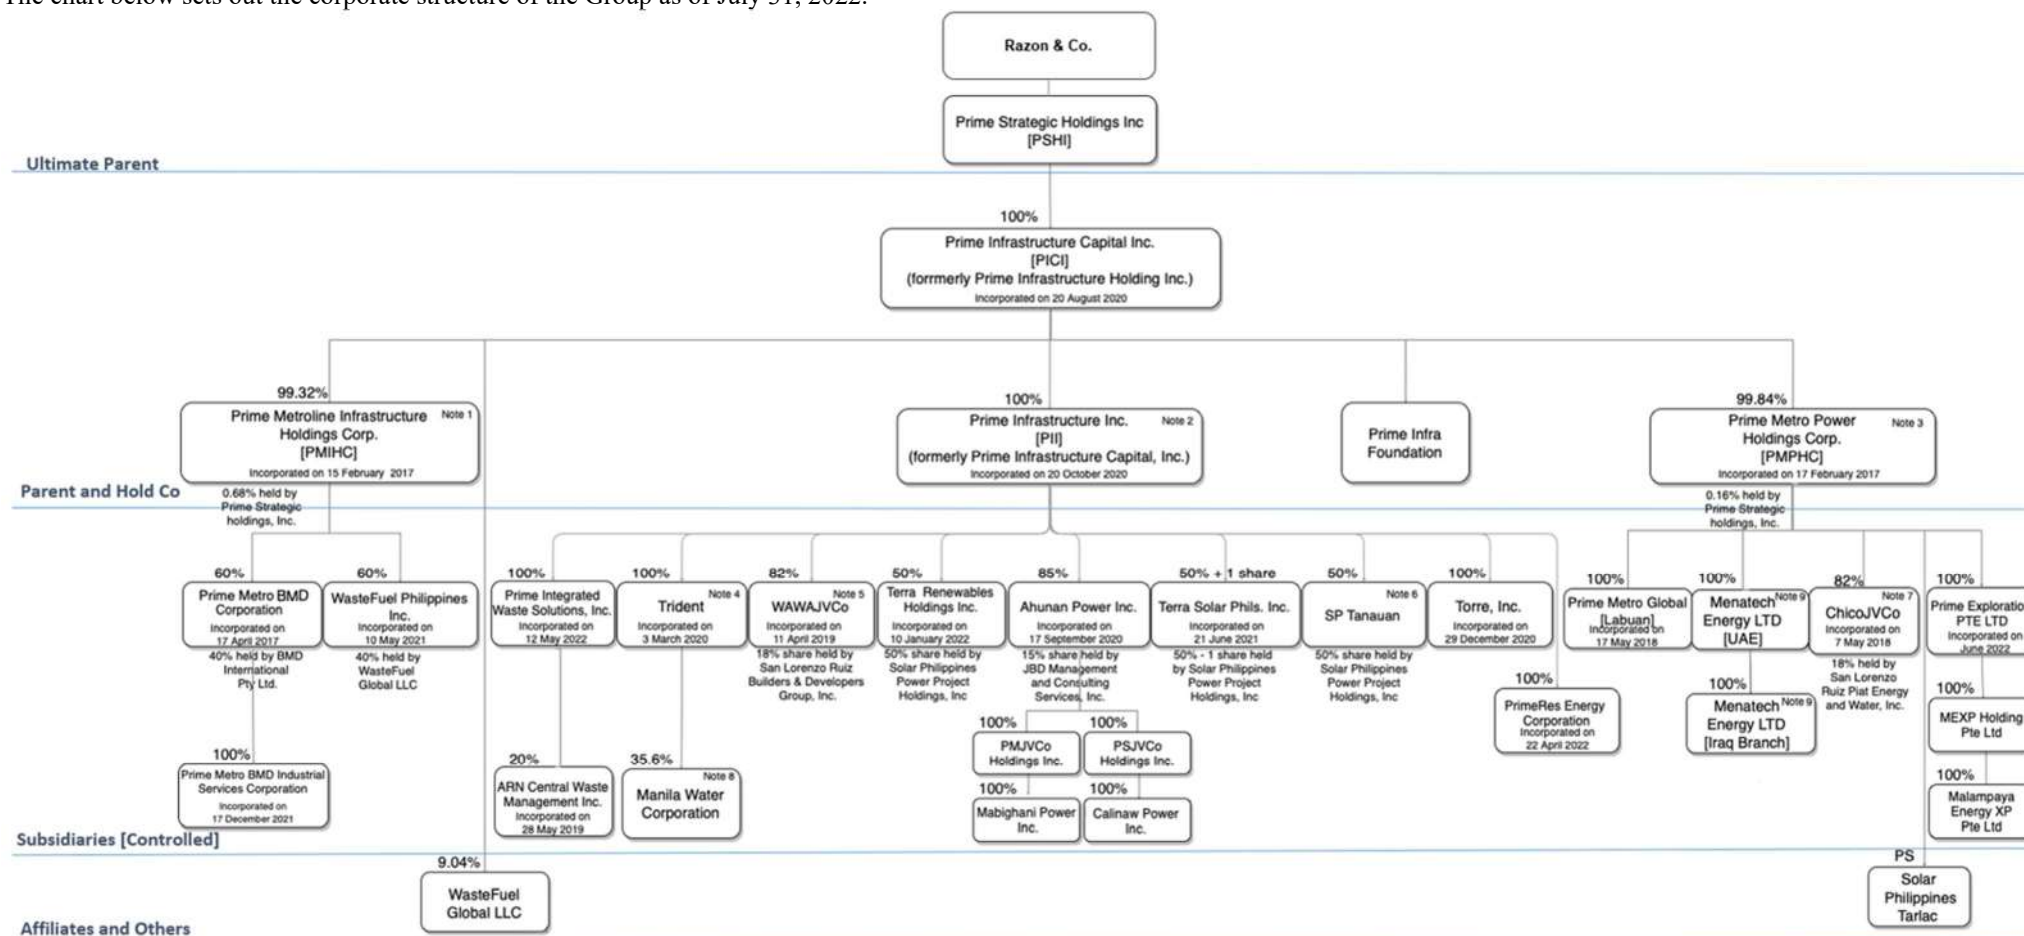 The chart below sets out the corporate structure of the Group as of July 31, 2022.
Razon & Co.
Prime Strategic Holdings Inc
[PSHI]
Ultimate Parent
100%
Prime Infrastructure Capital Inc.
[PICI]
(forrmerly Prime Infrastructure Holding Inc.)
Incorporated on 20 August 2020
99.32%
Prime Metroline Infrastructure
Note 1
Holdings Corp.
[PMIHC]
Incorporated on 15 February 2017
100%
Prime Infrastructure Inc.
Note 2
[PII]
(formerly Prime Infrastructure Capital, Inc.)
Incorporated on 20 October 2020
Prime Infra
Foundation
99.84%
Prime Metro Power
Note 3
Holdings Corp.
[PMPHC]
Incorporated on 17 February 2017
Parent and Hold Co
0.68% held by
Prime Strategic
holdings, Inc.
0.16% held by
Prime Strategic
holdings, Inc.
60%
Prime Metro BMD
Corporation
Incorporated on
17 April 2017
40% held by BMD
International
Pty Ltd.
60%
WasteFuel Philippines
Inc.
Incorporated on
10 May 2021
40% held by
WasteFuel
Global LLC
100%
Prime Integrated
Waste Solutions, Inc.
Incorporated on
12 May 2022
100%
Note 4
Trident
Incorporated on
3 March 2020
82%
Note 5
WAWAJVCo
Incorporated on
11 April 2019
18% share held by
San Lorenzo Ruiz
Builders & Developers
Group, Inc.
50%
Terra Renewables
Holdings Inc.
Incorporated on
10 January 2022
50% share held by
Solar Philippines
Power Project
Holdings, Inc
85%
Ahunan Power Inc.
Incorporated on
17 September 2020
15% share held by
JBD Management
and Consulting
Services, Inc.
50% + 1 share
Terra Solar Phils. Inc.
Incorporated on
21 June 2021
50% - 1 share held
by Solar Philippines
Power Project
Holdings, Inc
50%
Note 6
SP Tanauan
50% share held by
Solar Philippines
Power Project
Holdings, Inc
100%
Torre, Inc.
Incorporated on
29 December 2020
100%
PrimeRes Energy
Corporation
Incorporated on
22 April 2022
100%
Prime Metro Global
[Labuan]
Incorporated on
17 May 2018
100%
Menatech Note 9
Energy LTD
[UAE]
100%
Menatech Note 9
Energy LTD
[Iraq Branch]
82%
Note 7
ChicoJVCo
Incorporated on
7 May 2018
18% held by
San Lorenzo
Ruiz Piat Energy
and Water, Inc.
100%
Prime Exploratio
PTE LTD
Incorporated on
June 2022
100%
MEXP Holding
Pte Ltd
100%
Malampaya
Energy XP
Pte Ltd
100%
Prime Metro BMD Industrial
Services Corporation
Incorporated on
17 December 2021
20%
ARN Central Waste
Management Inc.
Incorporated on
28 May 2019
35.6%
Note 8
Manila Water
Corporation
100%
PMJVCo
Holdings Inc.
100%
PSJVCo
Holdings Inc.
100%
Mabighani Power
Inc.
100%
Calinaw Power
Inc.
Subsidiaries [Controlled]
9.04%
WasteFuel
Global LLC
PS
Solar
Philippines
Tarlac
Affiliates and Others